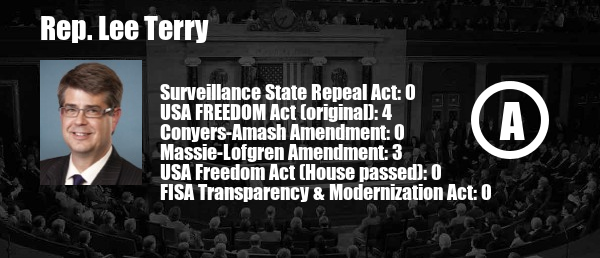 Rep. Lee Terry
Surveillance State Repeal Act: 0
USA FREEDOM Act (original): 4
Conyers-Amash Amendment: 0
Massie-Lofgren Amendment: 3
USA Freedom Act (House passed): 0
FISA Transparency & Modernization Act: 0
A